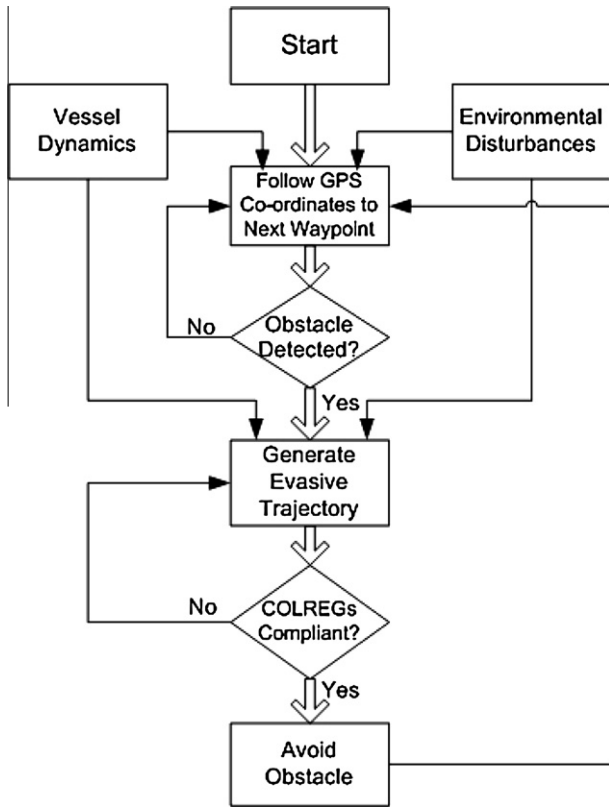 Start
Vessel
Dynamics
Environmental
Disturbances
Follow GPS
Co-ordinates to
Next Waypoint
No
Obstacle
Detected?
Yes
Generate
Evasive
Trajectory
No
COLREGs
Compliant?
Yes
Avoid
Obstacle